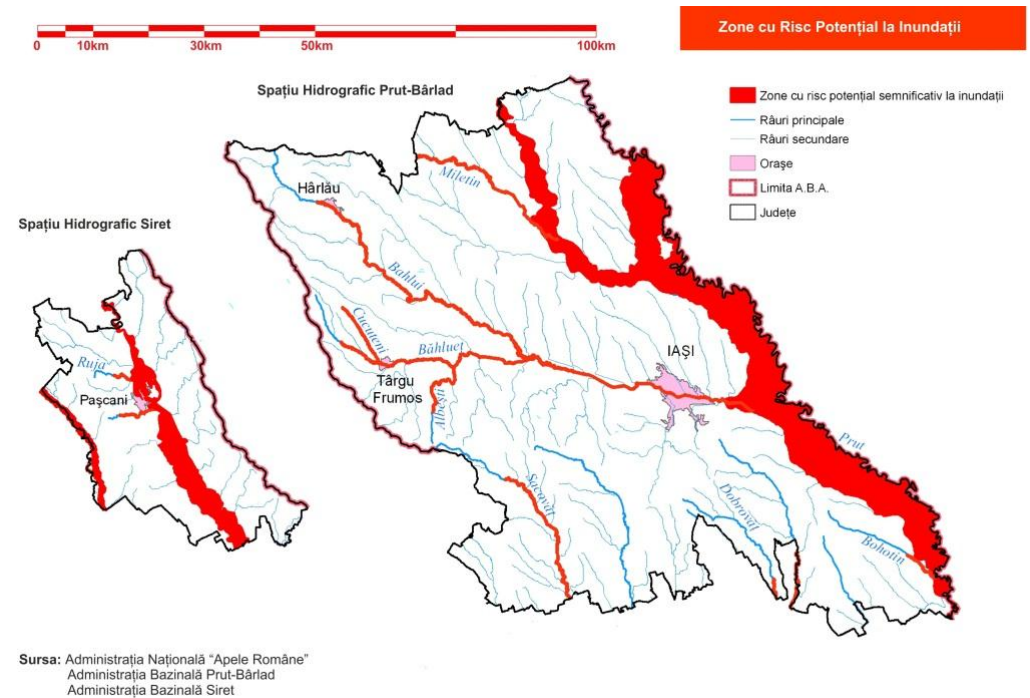 Zone cu Risc Potențial la Inundații
0 10km 30km 50km 100km
Spațiu Hidrografic Prut-Bârlad
Zone cu risc potențial semnificativ la inundații
Râuri principale
Râuri secundare
Orașe
Limita A.B.A.
Județe
Miletin
Hârlău
Spațiu Hidrografic Siret
Bahlui
Cucuteni
Băhlueț
IAȘI
Ruja
Târgu
Frumos
Pașcani
Albești
Prut
Sacovăț
Dobrovăț
Bohotin
Sursa: Administrația Națională “Apele Române”
Administrația Bazinală Prut-Bârlad
Administrația Bazinală Siret